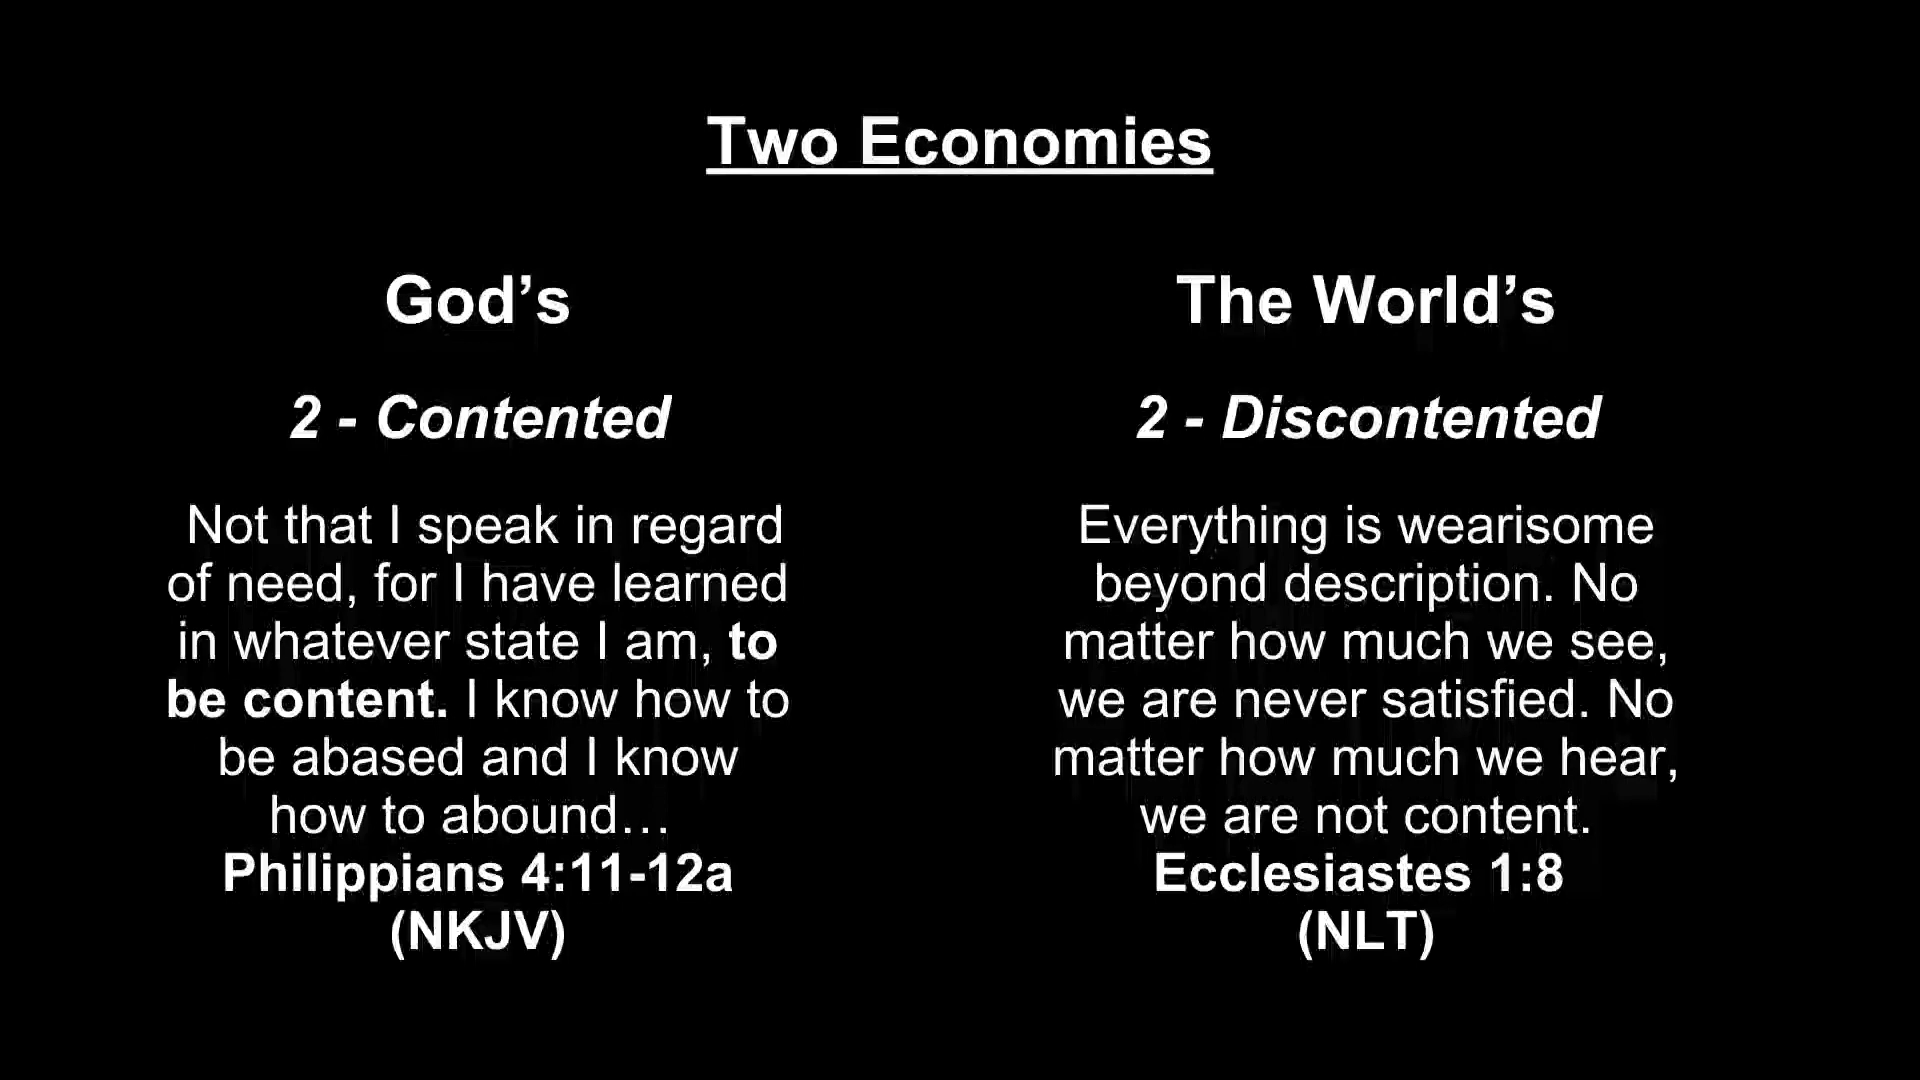 Two Economies
God’s
2 - Contented
Not that I speak in regard
of need, for I have learned
in whatever state I am, to
be content. I know how to
be abased and I know
how to abound…
Philippians 4:11-12a
(NKJV)
The World’s
2 - Discontented
Everything is wearisome
beyond description. No
matter how much we see,
we are never satisfied. No
matter how much we hear,
we are not content.
Ecclesiastes 1:8
(NLT)